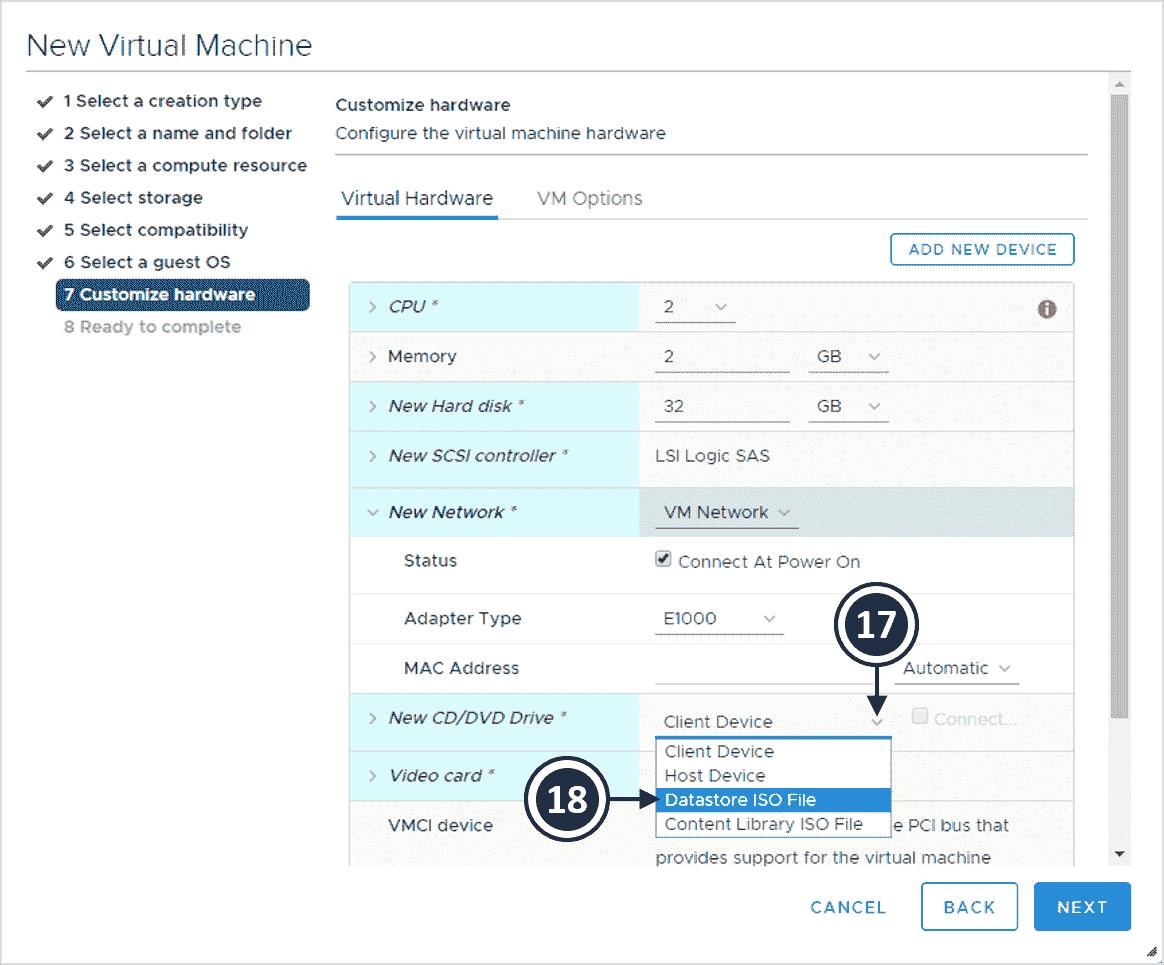 New Virtual Machine
1 Select a creation type
2 Select a name and folder
3 Select a compute resource
4 Select storage
5 Select compatibility
6 Select a guest OS
7 Customize hardware
8 Ready to complete
Customize hardware
Configure the virtual machine hardware
Virtual Hardware VM Options
ADD NEW DEVICE
CPU * 2
Memory 2 GB
New Hard disk * 32 GB
New SCSI controller * LSI Logic SAS
New Network * VM Network
Status Connect At Power On
Adapter Type E1000
17
MAC Address Automatic
New CD/DVD Drive * Client Device Connect...
Client Device
Video card * Host Device
18 Datastore ISO File
VMCI device Content Library ISO File e PCI bus that
provides support for the virtual machine
CANCEL BACK NEXT